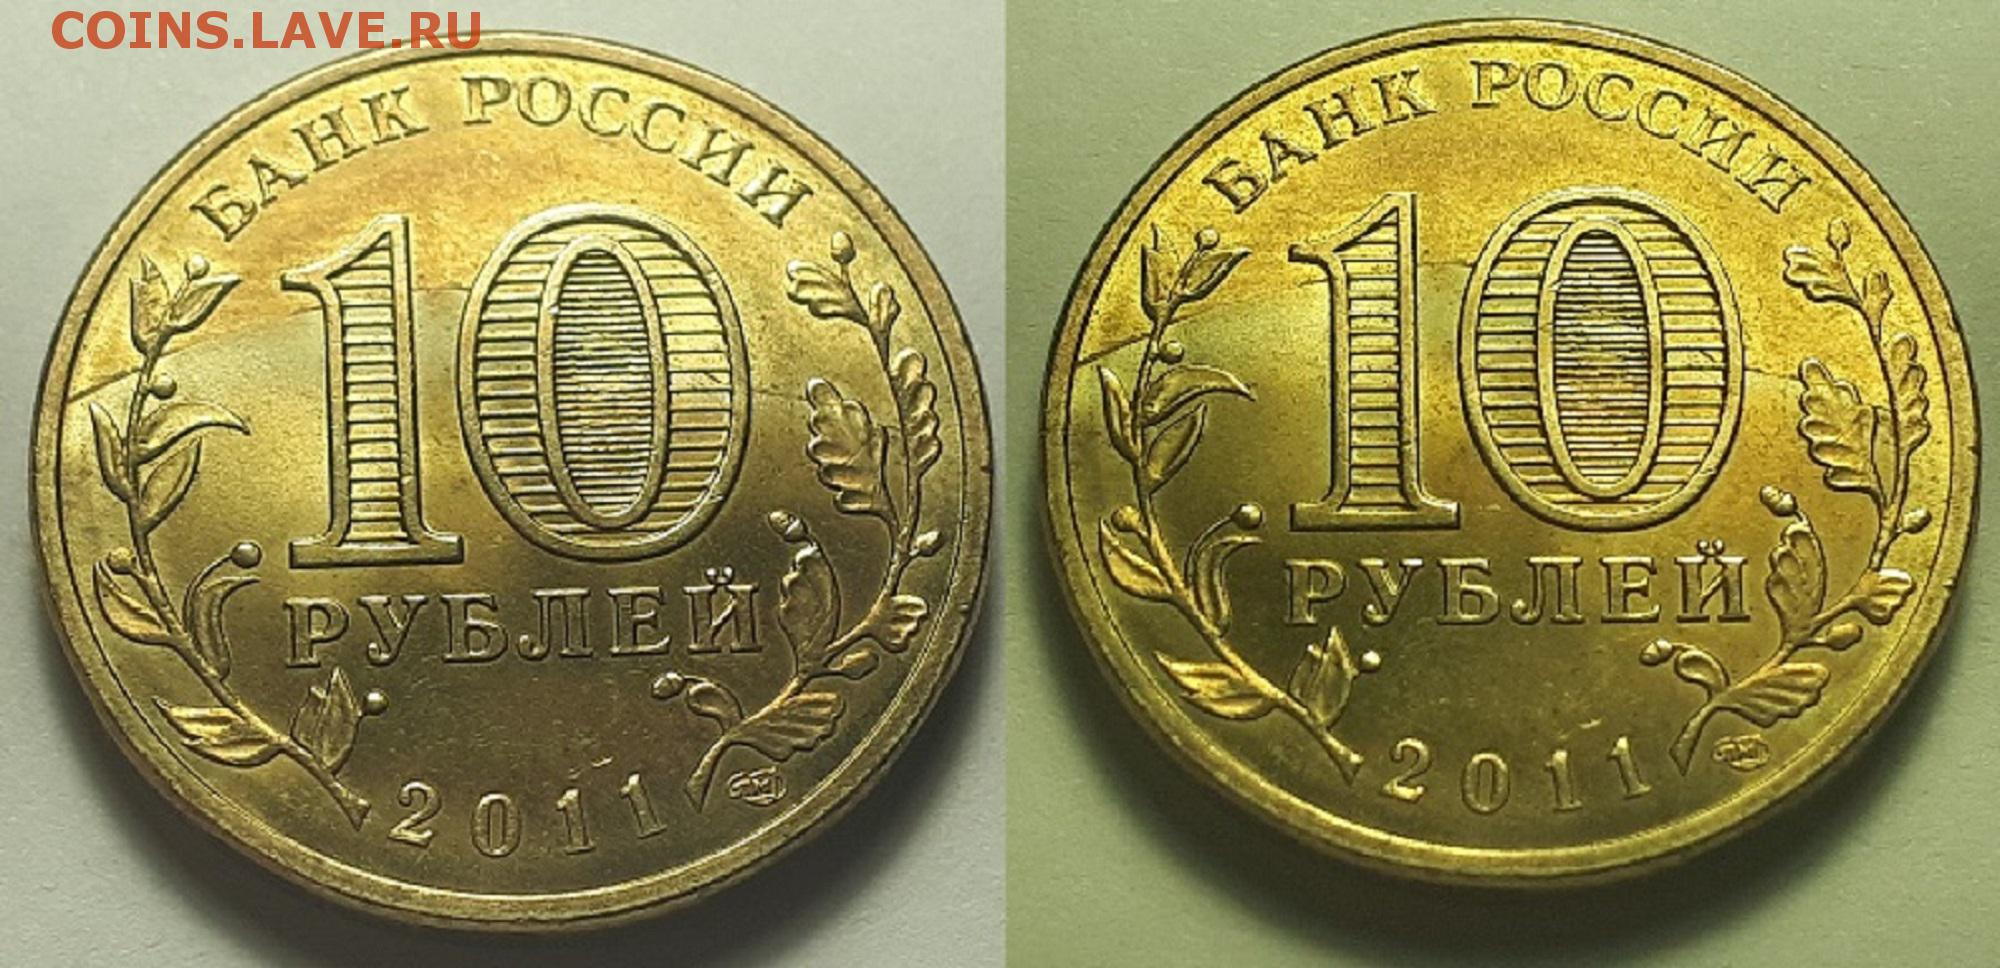 COINS.LAVE.RU
БАНК РОССИИ
10
РУБЛЕЙ
2011
БАНК РОССИИ
10
РУБЛЕЙ
2011